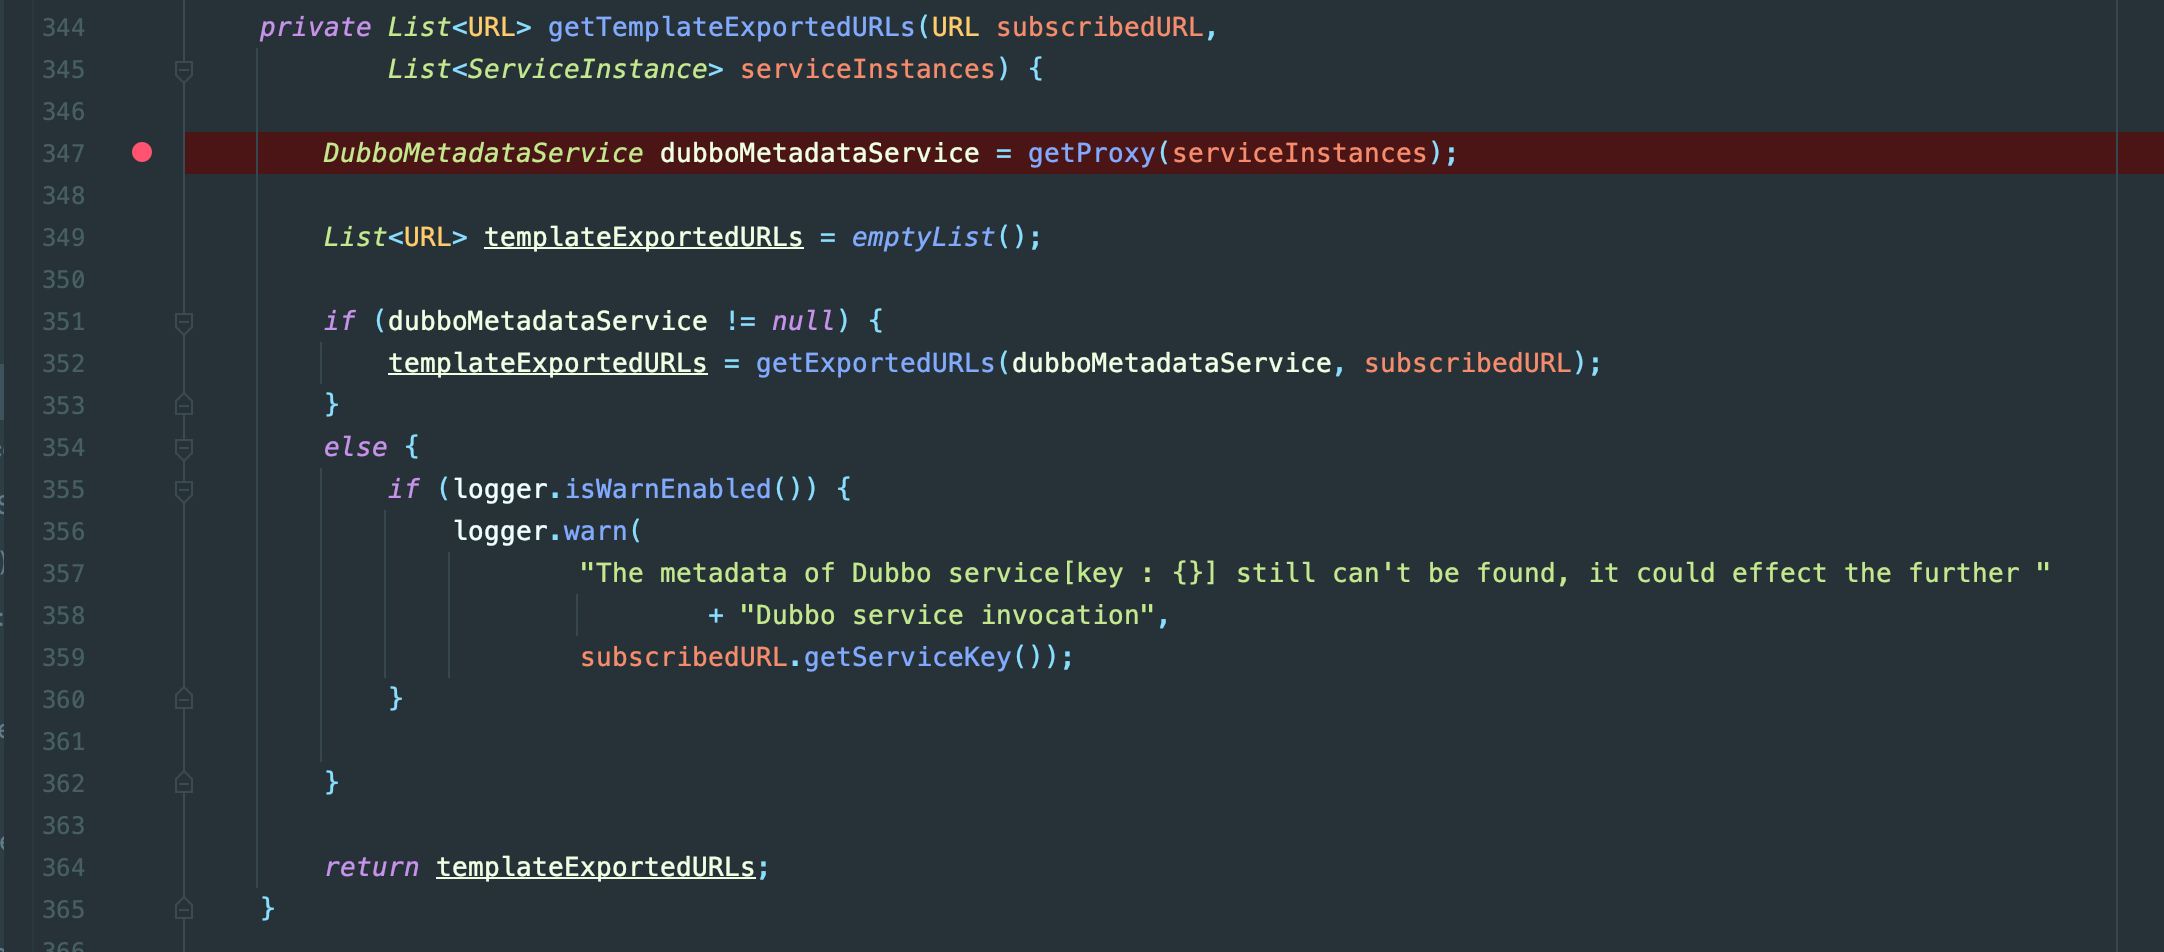 344 private List<URL> getTemplateExportedURLs(URL subscribedURL,
345 List<ServiceInstance> serviceInstances) {
346
347 DubboMetadataService dubboMetadataService = getProxy(serviceInstances);
348
349 List<URL> templateExportedURLs = emptyList();
350
351 if (dubboMetadataService != null) {
352 templateExportedURLs = getExportedURLs(dubboMetadataService, subscribedURL);
353 }
354 else {
355 if (logger.isWarnEnabled()) {
356 logger.warn(
357 "The metadata of Dubbo service[key : {}] still can't be found, it could effect the further "
358 + "Dubbo service invocation",
359 subscribedURL.getServiceKey());
360 }
361
362 }
363
364 return templateExportedURLs;
365 }
366